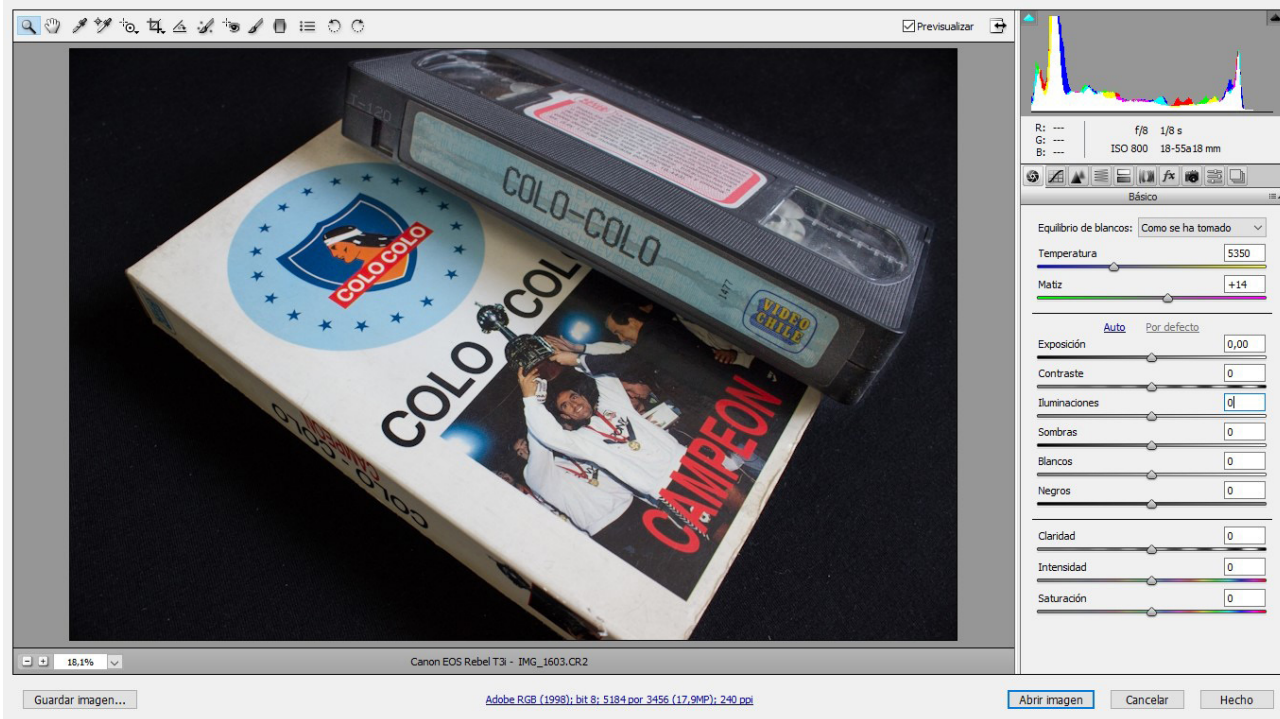 Previsualizar
R: ---
G: ---
B: ---
f/8 1/8 s
ISO 800 18-55a18 mm
fx
Básico
Equilibrio de blancos: Como se ha tomado
Temperatura 5350
Matiz +14
Auto Por defecto
Exposición 0,00
Contraste 0
Iluminaciones 0
Sombras 0
Blancos 0
Negros 0
Claridad 0
Intensidad 0
Saturación 0
T-120
COLO-COLO
1477
VIDEO
CHILE
COLO COLO
COLO COL
CAMPEON
CAMPEON
COLO-COLO
18,1%
Canon EOS Rebel T3i - IMG_1603.CR2
Guardar imagen...
Adobe RGB (1998); bit 8; 5184 por 3456 (17,9MP); 240 ppi
Abrir imagen Cancelar Hecho